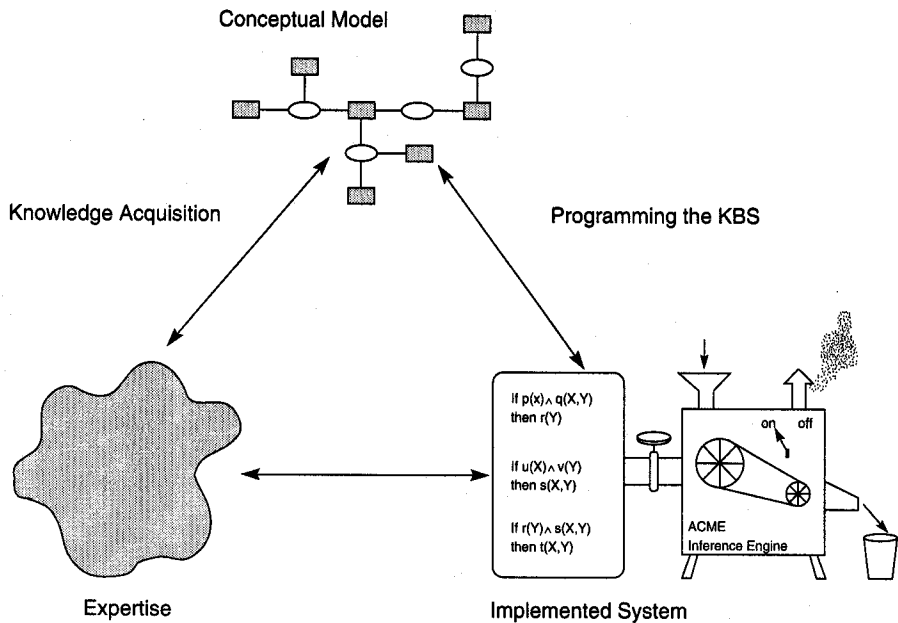 Conceptual Model
Knowledge Acquisition
Programming the KBS
If p(x) ∧ q(X,Y)
then r(Y)
If u(X) ∧ v(Y)
then s(X,Y)
If r(Y) ∧ s(X,Y)
then t(X,Y)
on off
ACME
Inference Engine
Expertise
Implemented System